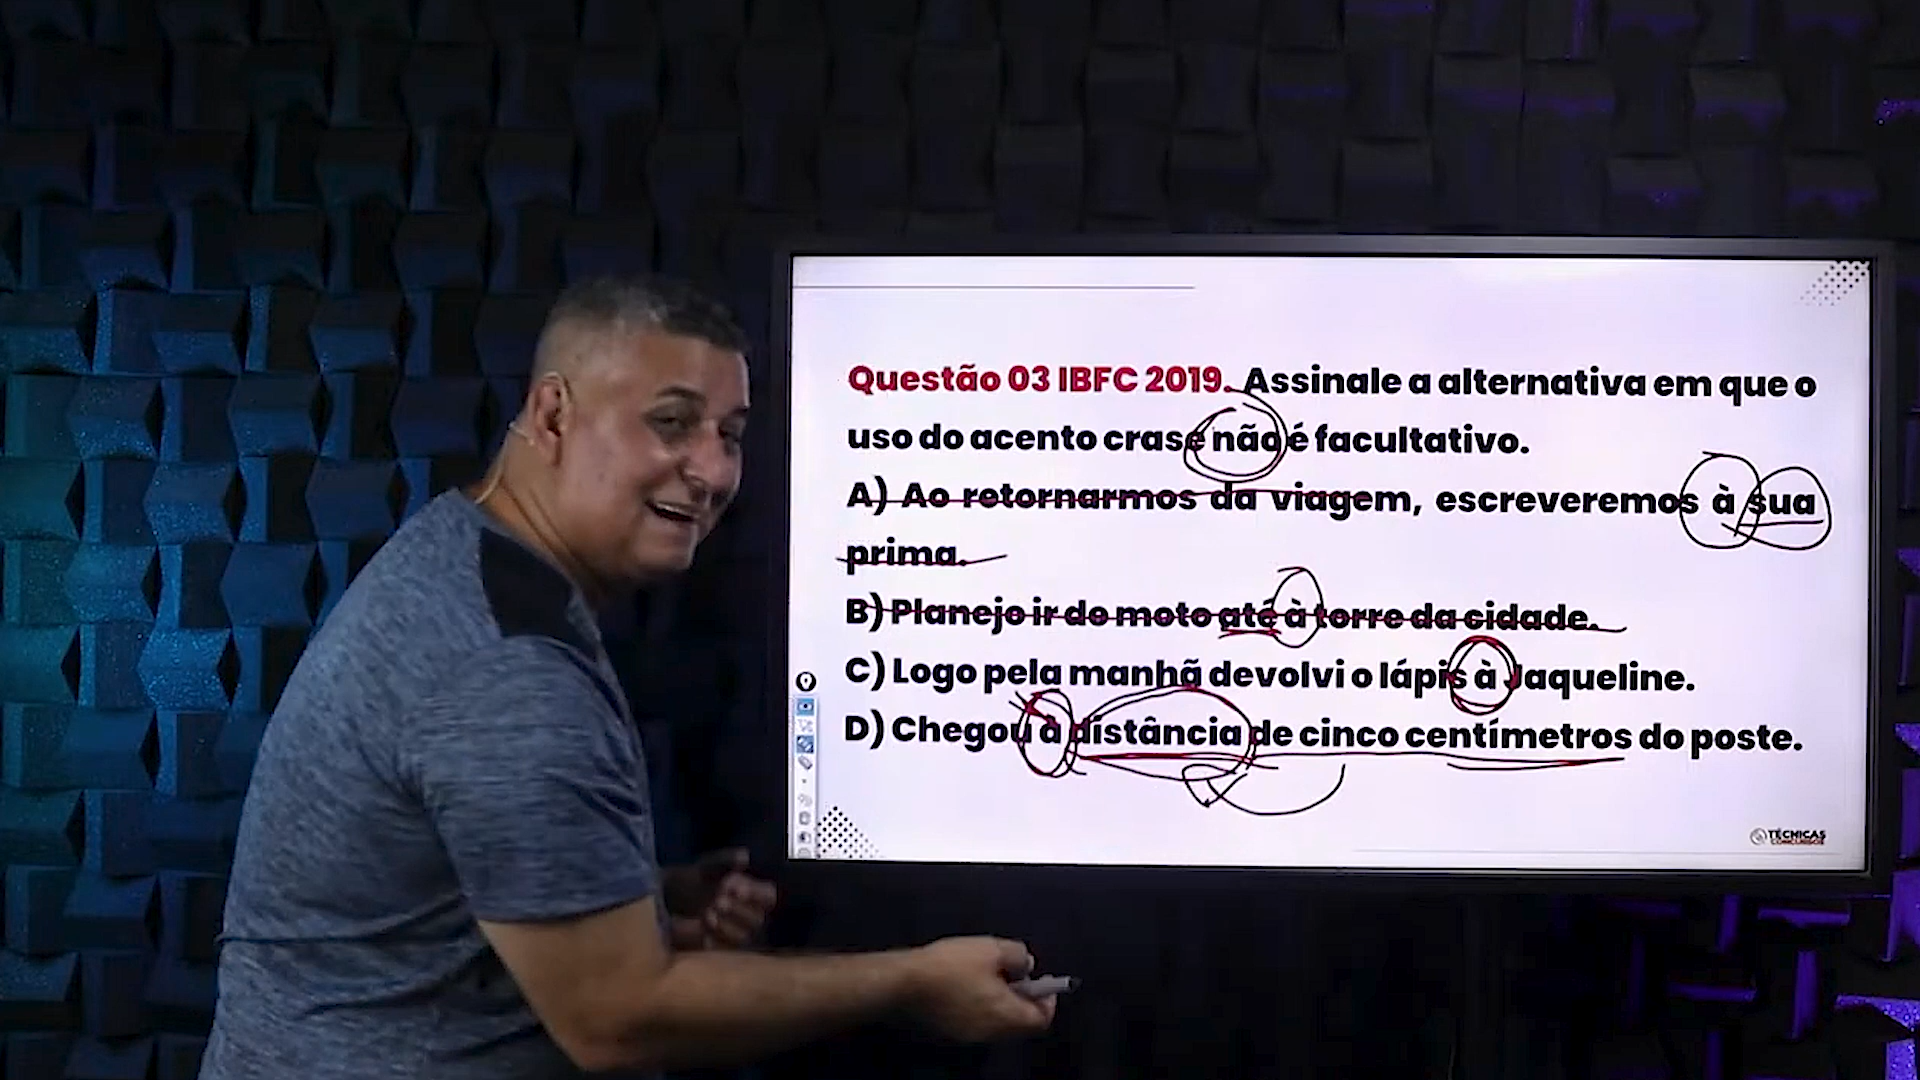 Questão 03 IBFC 2019. Assinale a alternativa em que o
uso do acento crase não é facultativo.
A) Ao retornarmos da viagem, escreveremos à sua
prima.
B) Planejo ir de moto até à torre da cidade.
C) Logo pela manhã devolvi o lápis à Jaqueline.
D) Chegou à distância de cinco centímetros do poste.
TÉCNICAS
CONCURSOS